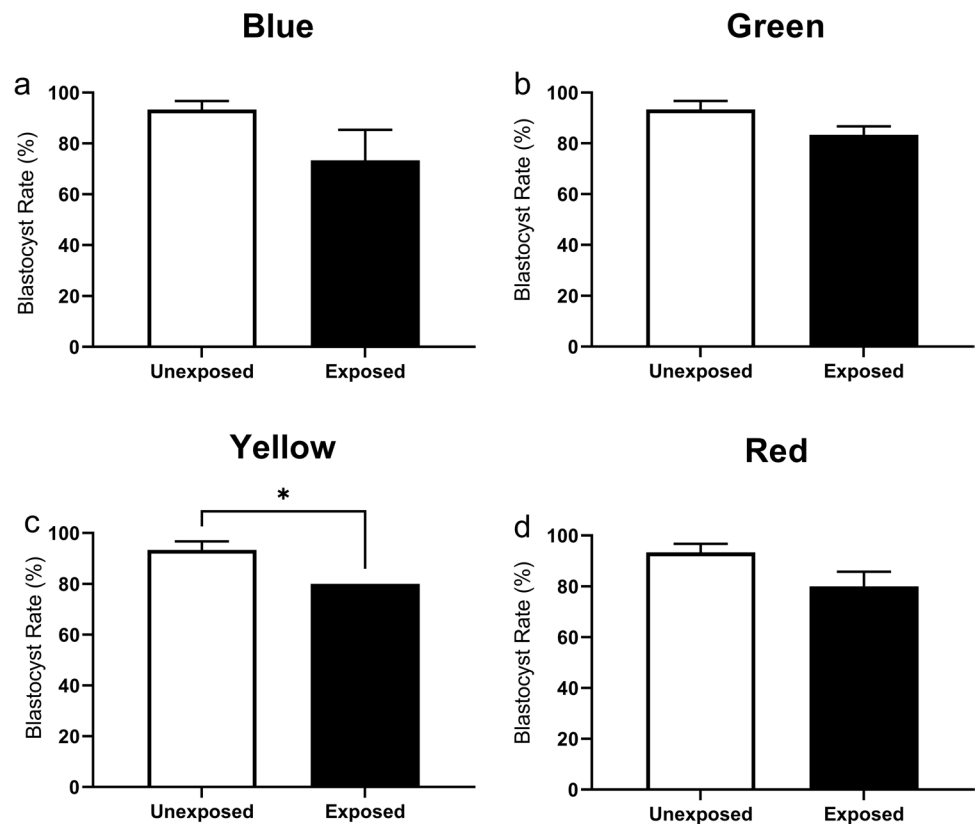 Blue
a
Blastocyst Rate (%)
100
80
60
40
20
0
Unexposed Exposed
Green
b
Blastocyst Rate (%)
100
80
60
40
20
0
Unexposed Exposed
Yellow
*
c
Blastocyst Rate (%)
100
80
60
40
20
0
Unexposed Exposed
Red
d
Blastocyst Rate (%)
100
80
60
40
20
0
Unexposed Exposed